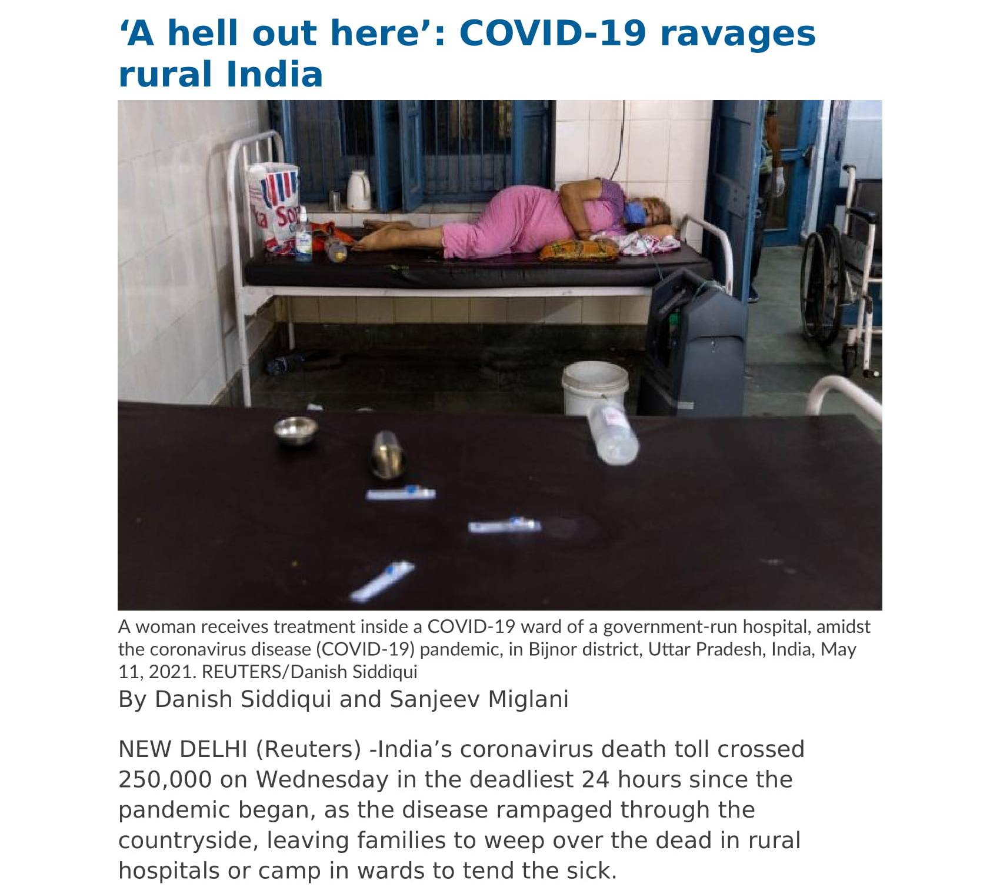 ‘A hell out here’: COVID-19 ravages
rural India
ka Sor
A woman receives treatment inside a COVID-19 ward of a government-run hospital, amidst
the coronavirus disease (COVID-19) pandemic, in Bijnor district, Uttar Pradesh, India, May
11, 2021. REUTERS/Danish Siddiqui
By Danish Siddiqui and Sanjeev Miglani
NEW DELHI (Reuters) -India’s coronavirus death toll crossed
250,000 on Wednesday in the deadliest 24 hours since the
pandemic began, as the disease rampaged through the
countryside, leaving families to weep over the dead in rural
hospitals or camp in wards to tend the sick.